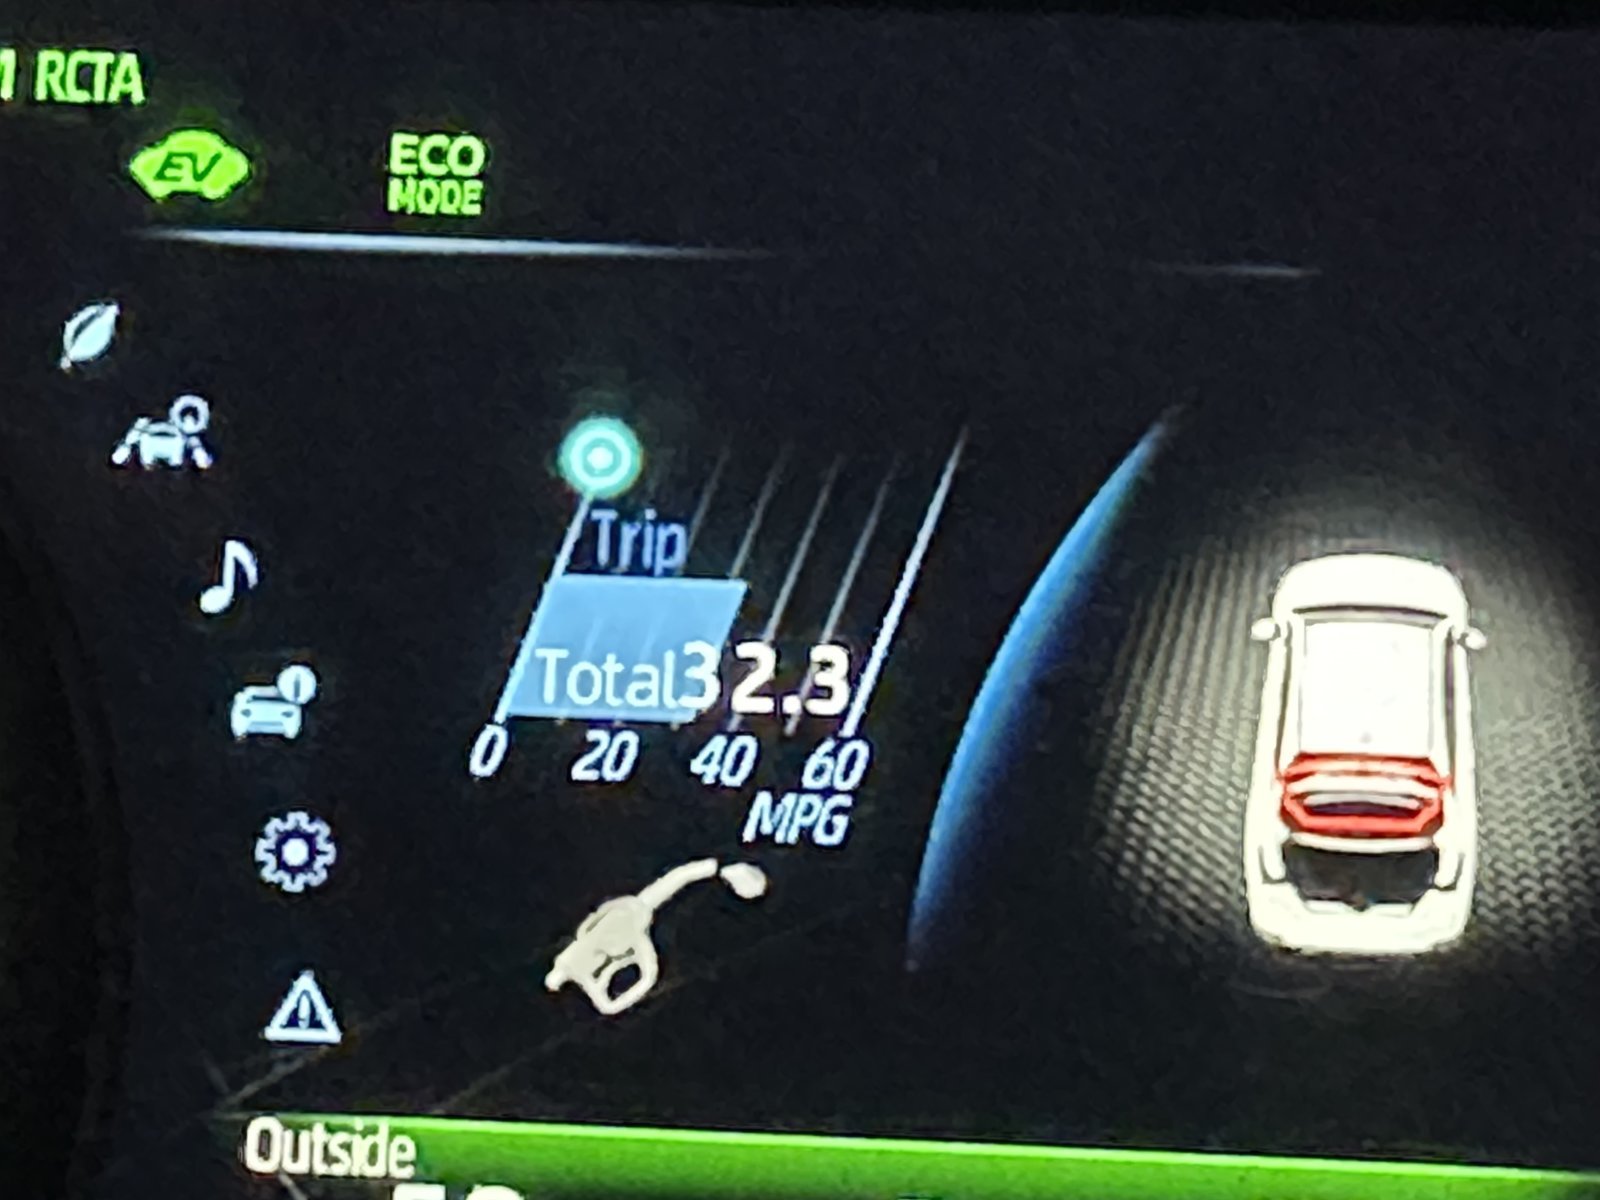 RCTA
EV
ECO
MODE
Trip
Total 32.3
0 20 40 60
MPG
Outside